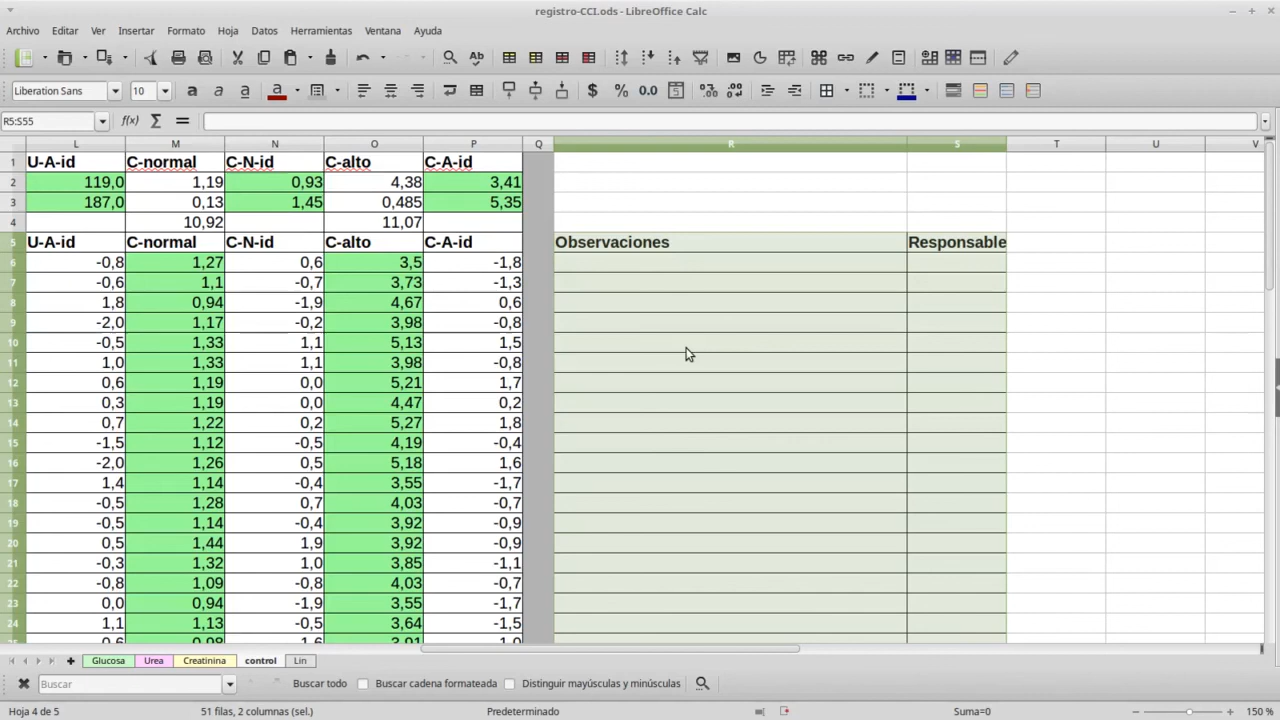 registro-CCI.ods - LibreOffice Calc
Archivo Editar Ver Insertar Formato Hoja Datos Herramientas Ventana Ayuda
Liberation Sans 10
R5:S55
L M N O P Q R S T U V
1 U-A-id C-normal C-N-id C-alto C-A-id
2 119,0 1,19 0,93 4,38 3,41
3 187,0 0,13 1,45 0,485 5,35
4 10,92 11,07
5 U-A-id C-normal C-N-id C-alto C-A-id Observaciones Responsable
6 -0,8 1,27 0,6 3,5 -1,8
7 -0,6 1,1 -0,7 3,73 -1,3
8 1,8 0,94 -1,9 4,67 0,6
9 -2,0 1,17 -0,2 3,98 -0,8
10 -0,5 1,33 1,1 5,13 1,5
11 1,0 1,33 1,1 3,98 -0,8
12 0,6 1,19 0,0 5,21 1,7
13 0,3 1,19 0,0 4,47 0,2
14 0,7 1,22 0,2 5,27 1,8
15 -1,5 1,12 -0,5 4,19 -0,4
16 -2,0 1,26 0,5 5,18 1,6
17 1,4 1,14 -0,4 3,55 -1,7
18 -0,5 1,28 0,7 4,03 -0,7
19 -0,5 1,14 -0,4 3,92 -0,9
20 0,5 1,44 1,9 3,92 -0,9
21 -0,3 1,32 1,0 3,85 -1,1
22 -0,8 1,09 -0,8 4,03 -0,7
23 0,0 0,94 -1,9 3,55 -1,7
24 1,1 1,13 -0,5 3,64 -1,5
Glucosa Urea Creatinina control Lin
Buscar Buscar todo Buscar cadena formateada Distinguir mayúsculas y minúsculas
Hoja 4 de 5 51 filas, 2 columnas (sel.) Predeterminado Suma=0 150 %